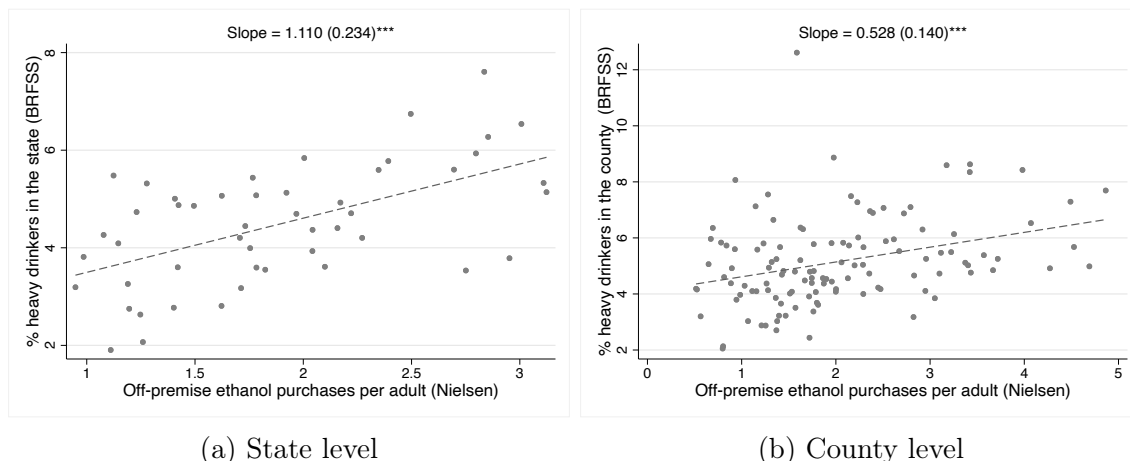 Slope = 1.110 (0.234)***
% heavy drinkers in the state (BRFSS)
8
6
4
2
1
1.5
2
2.5
3
Off-premise ethanol purchases per adult (Nielsen)
(a) State level
Slope = 0.528 (0.140)***
% heavy drinkers in the county (BRFSS)
12
10
8
6
4
2
0
1
2
3
4
5
Off-premise ethanol purchases per adult (Nielsen)
(b) County level